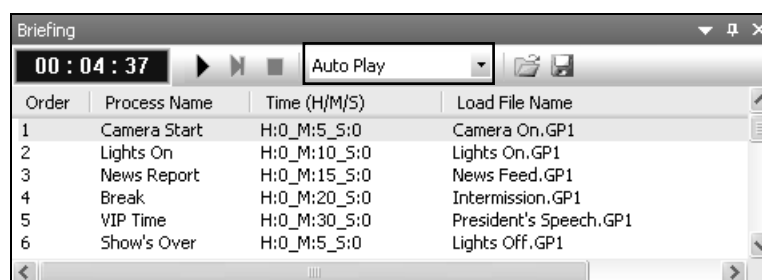 Briefing
00 : 04 : 37 Auto Play
Order Process Name Time (H/M/S) Load File Name
1 Camera Start H:0_M:5_S:0 Camera On.GP1
2 Lights On H:0_M:10_S:0 Lights On.GP1
3 News Report H:0_M:15_S:0 News Feed.GP1
4 Break H:0_M:20_S:0 Intermission.GP1
5 VIP Time H:0_M:30_S:0 President's Speech.GP1
6 Show's Over H:0_M:5_S:0 Lights Off.GP1